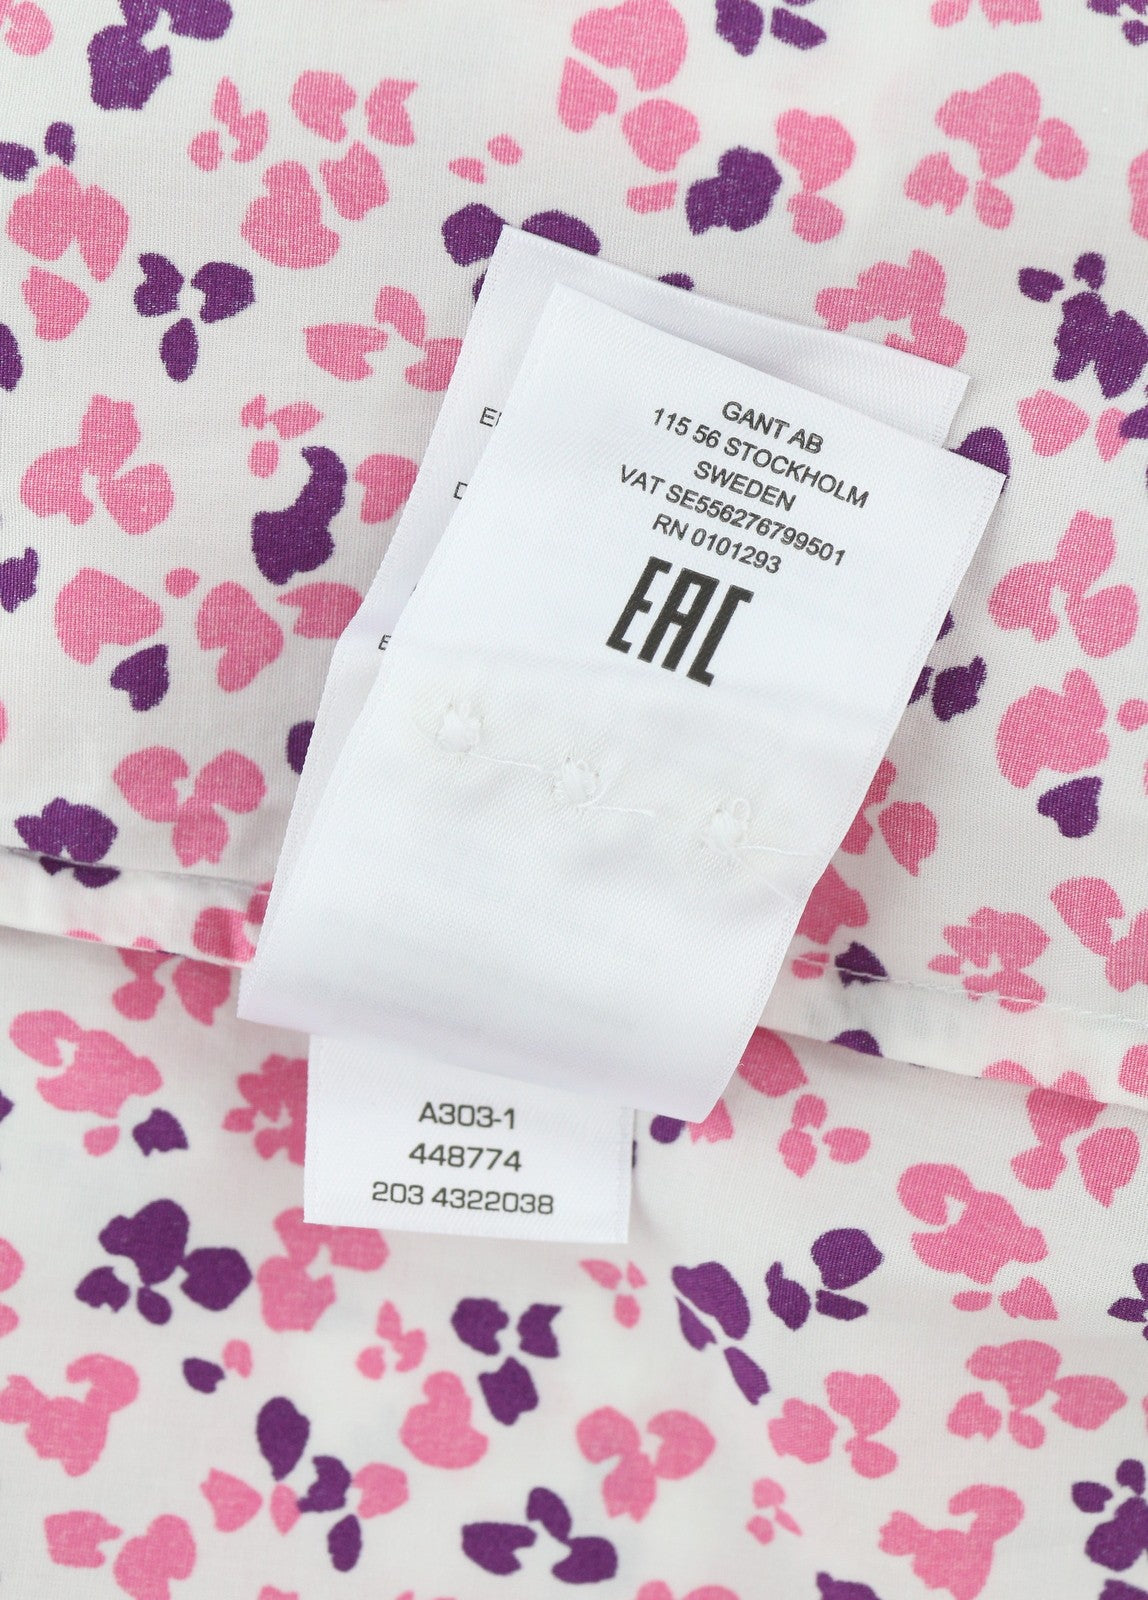 GANT AB
115 56 STOCKHOLM
SWEDEN
VAT SE556276799501
RN 0101293
EAC
A303-1
448774
203 4322038